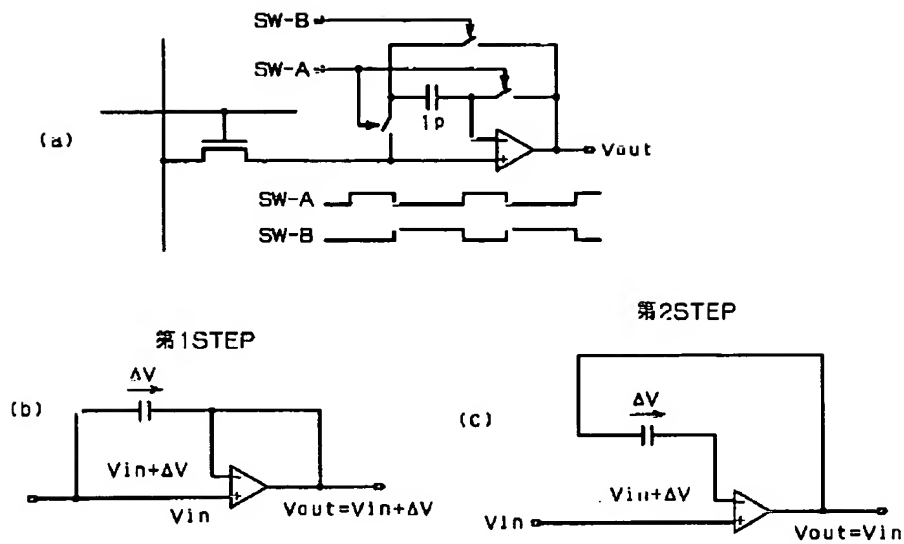 SW-B
SW-A
(a)
1p
Vout
SW-A
SW-B
第1STEP
第2STEP
ΔV
(b)
Vin+ΔV
Vin
Vout=Vin+ΔV
ΔV
(c)
Vin+ΔV
Vin
Vout=Vin